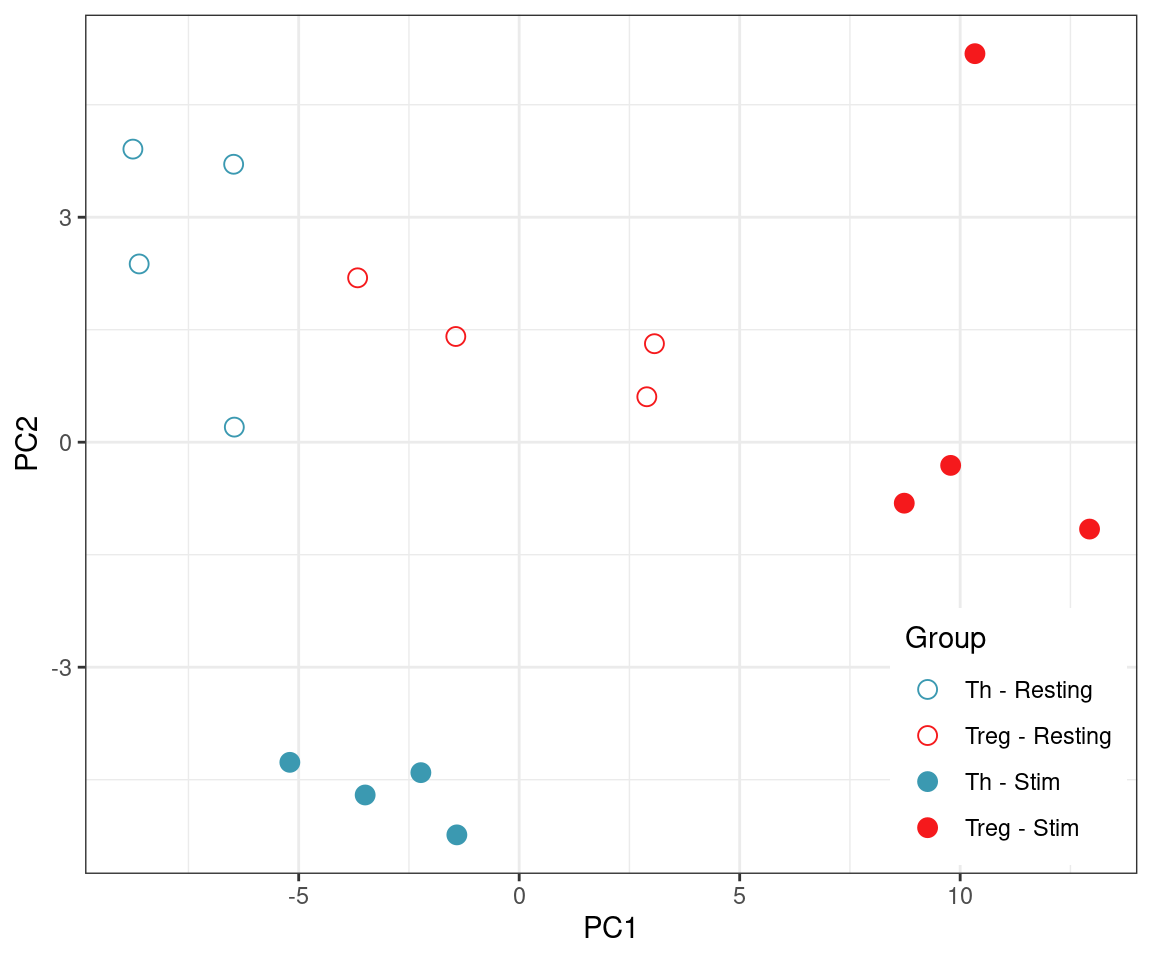 3
0
-3
PC2
-5 0 5 10
PC1
Group
Th - Resting
Treg - Resting
Th - Stim
Treg - Stim